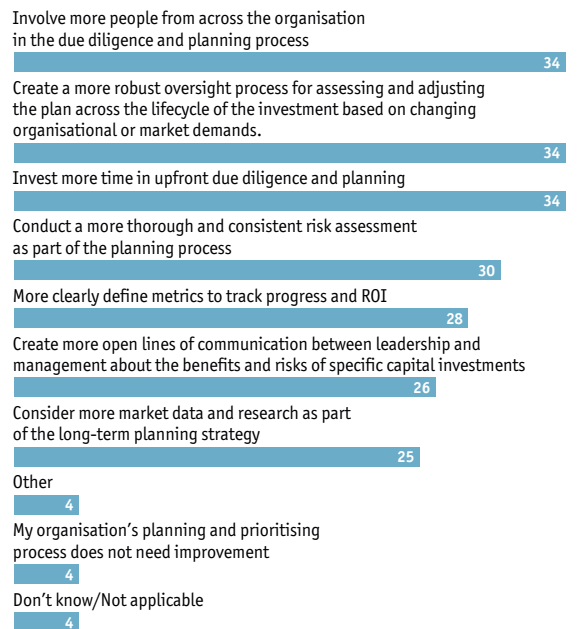 Involve more people from across the organisation
in the due diligence and planning process
34
Create a more robust oversight process for assessing and adjusting
the plan across the lifecycle of the investment based on changing
organisational or market demands.
34
Invest more time in upfront due diligence and planning
34
Conduct a more thorough and consistent risk assessment
as part of the planning process
30
More clearly define metrics to track progress and ROI
28
Create more open lines of communication between leadership and
management about the benefits and risks of specific capital investments
26
Consider more market data and research as part
of the long-term planning strategy
25
Other
4
My organisation’s planning and prioritising
process does not need improvement
4
Don’t know/Not applicable
4